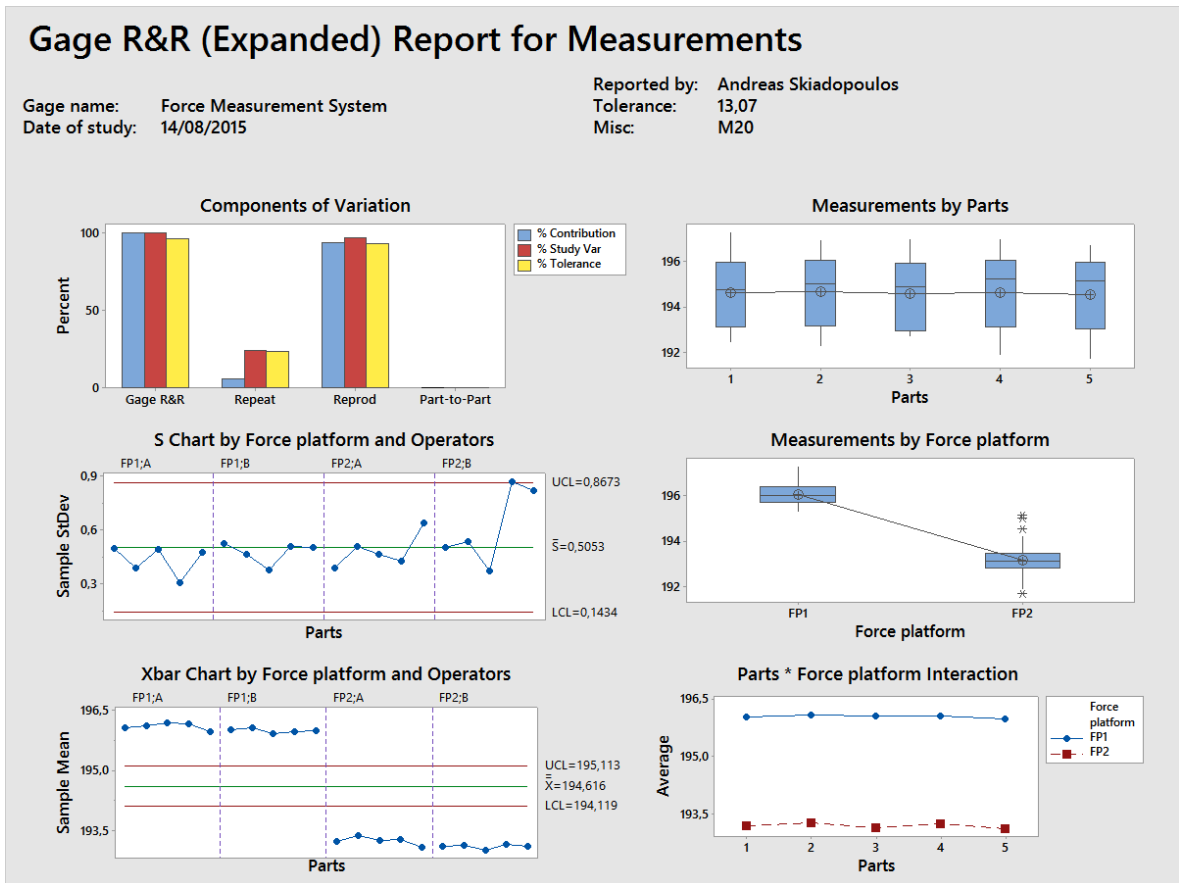 Gage R&R (Expanded) Report for Measurements
Gage name: Force Measurement System
Date of study: 14/08/2015
Reported by: Andreas Skiadopoulos
Tolerance: 13,07
Misc: M20
Components of Variation
100
50
0
Percent
Gage R&R Repeat Reprod Part-to-Part
% Contribution
% Study Var
% Tolerance
Measurements by Parts
196
194
192
1 2 3 4 5
Parts
S Chart by Force platform and Operators
FP1;A FP1;B FP2;A FP2;B
0,9
0,6
0,3
Sample StDev
UCL=0,8673
S=0,5053
LCL=0,1434
Parts
Measurements by Force platform
196
194
192
FP1 FP2
Force platform
Xbar Chart by Force platform and Operators
FP1;A FP1;B FP2;A FP2;B
196,5
195,0
193,5
Sample Mean
UCL=195,113
X=194,616
LCL=194,119
Parts
Parts * Force platform Interaction
196,5
195,0
193,5
Average
1 2 3 4 5
Parts
Force
platform
FP1
FP2